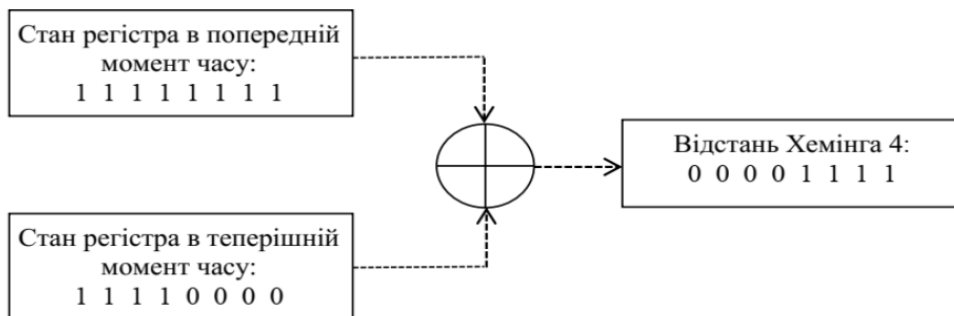 Стан регістра в попередній
момент часу:
1 1 1 1 1 1 1 1
Відстань Хемінга 4:
0 0 0 0 1 1 1 1
Стан регістра в теперішній
момент часу:
1 1 1 1 0 0 0 0